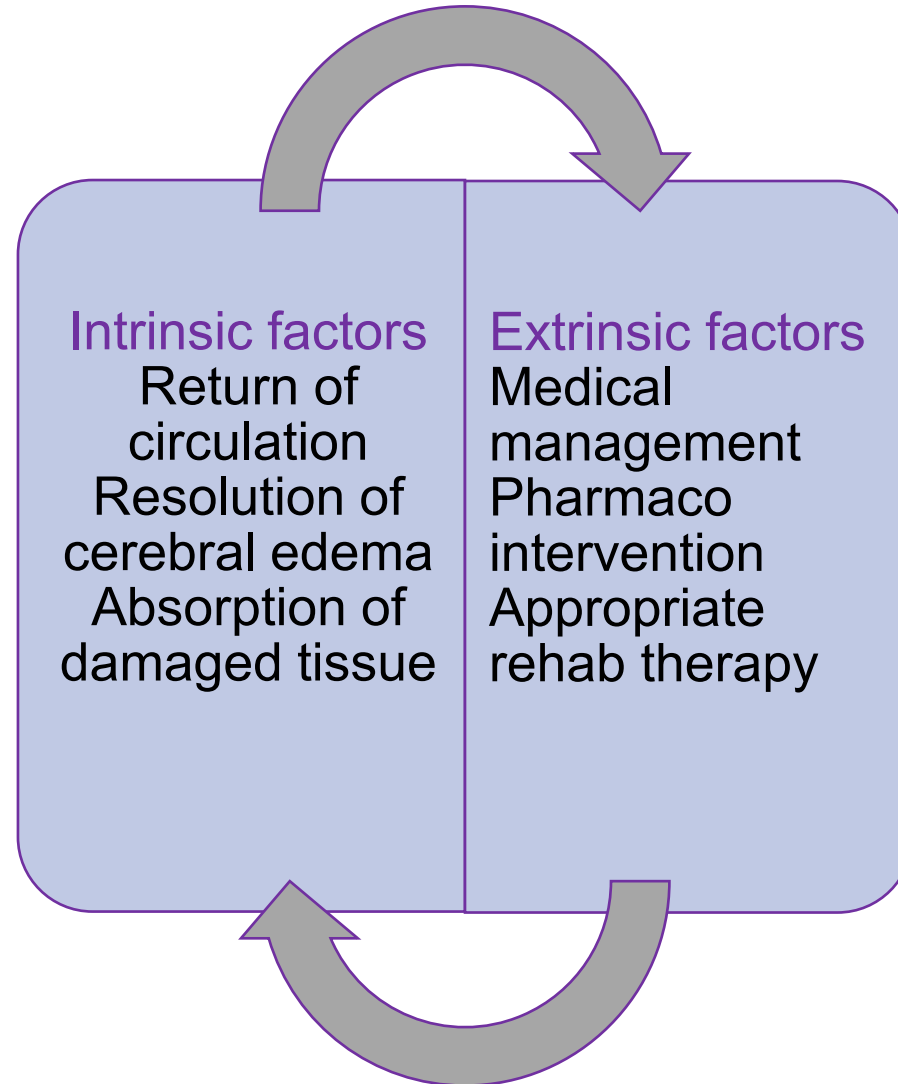 Intrinsic factors
Return of
circulation
Resolution of
cerebral edema
Absorption of
damaged tissue
Extrinsic factors
Medical
management
Pharmaco
intervention
Appropriate
rehab therapy